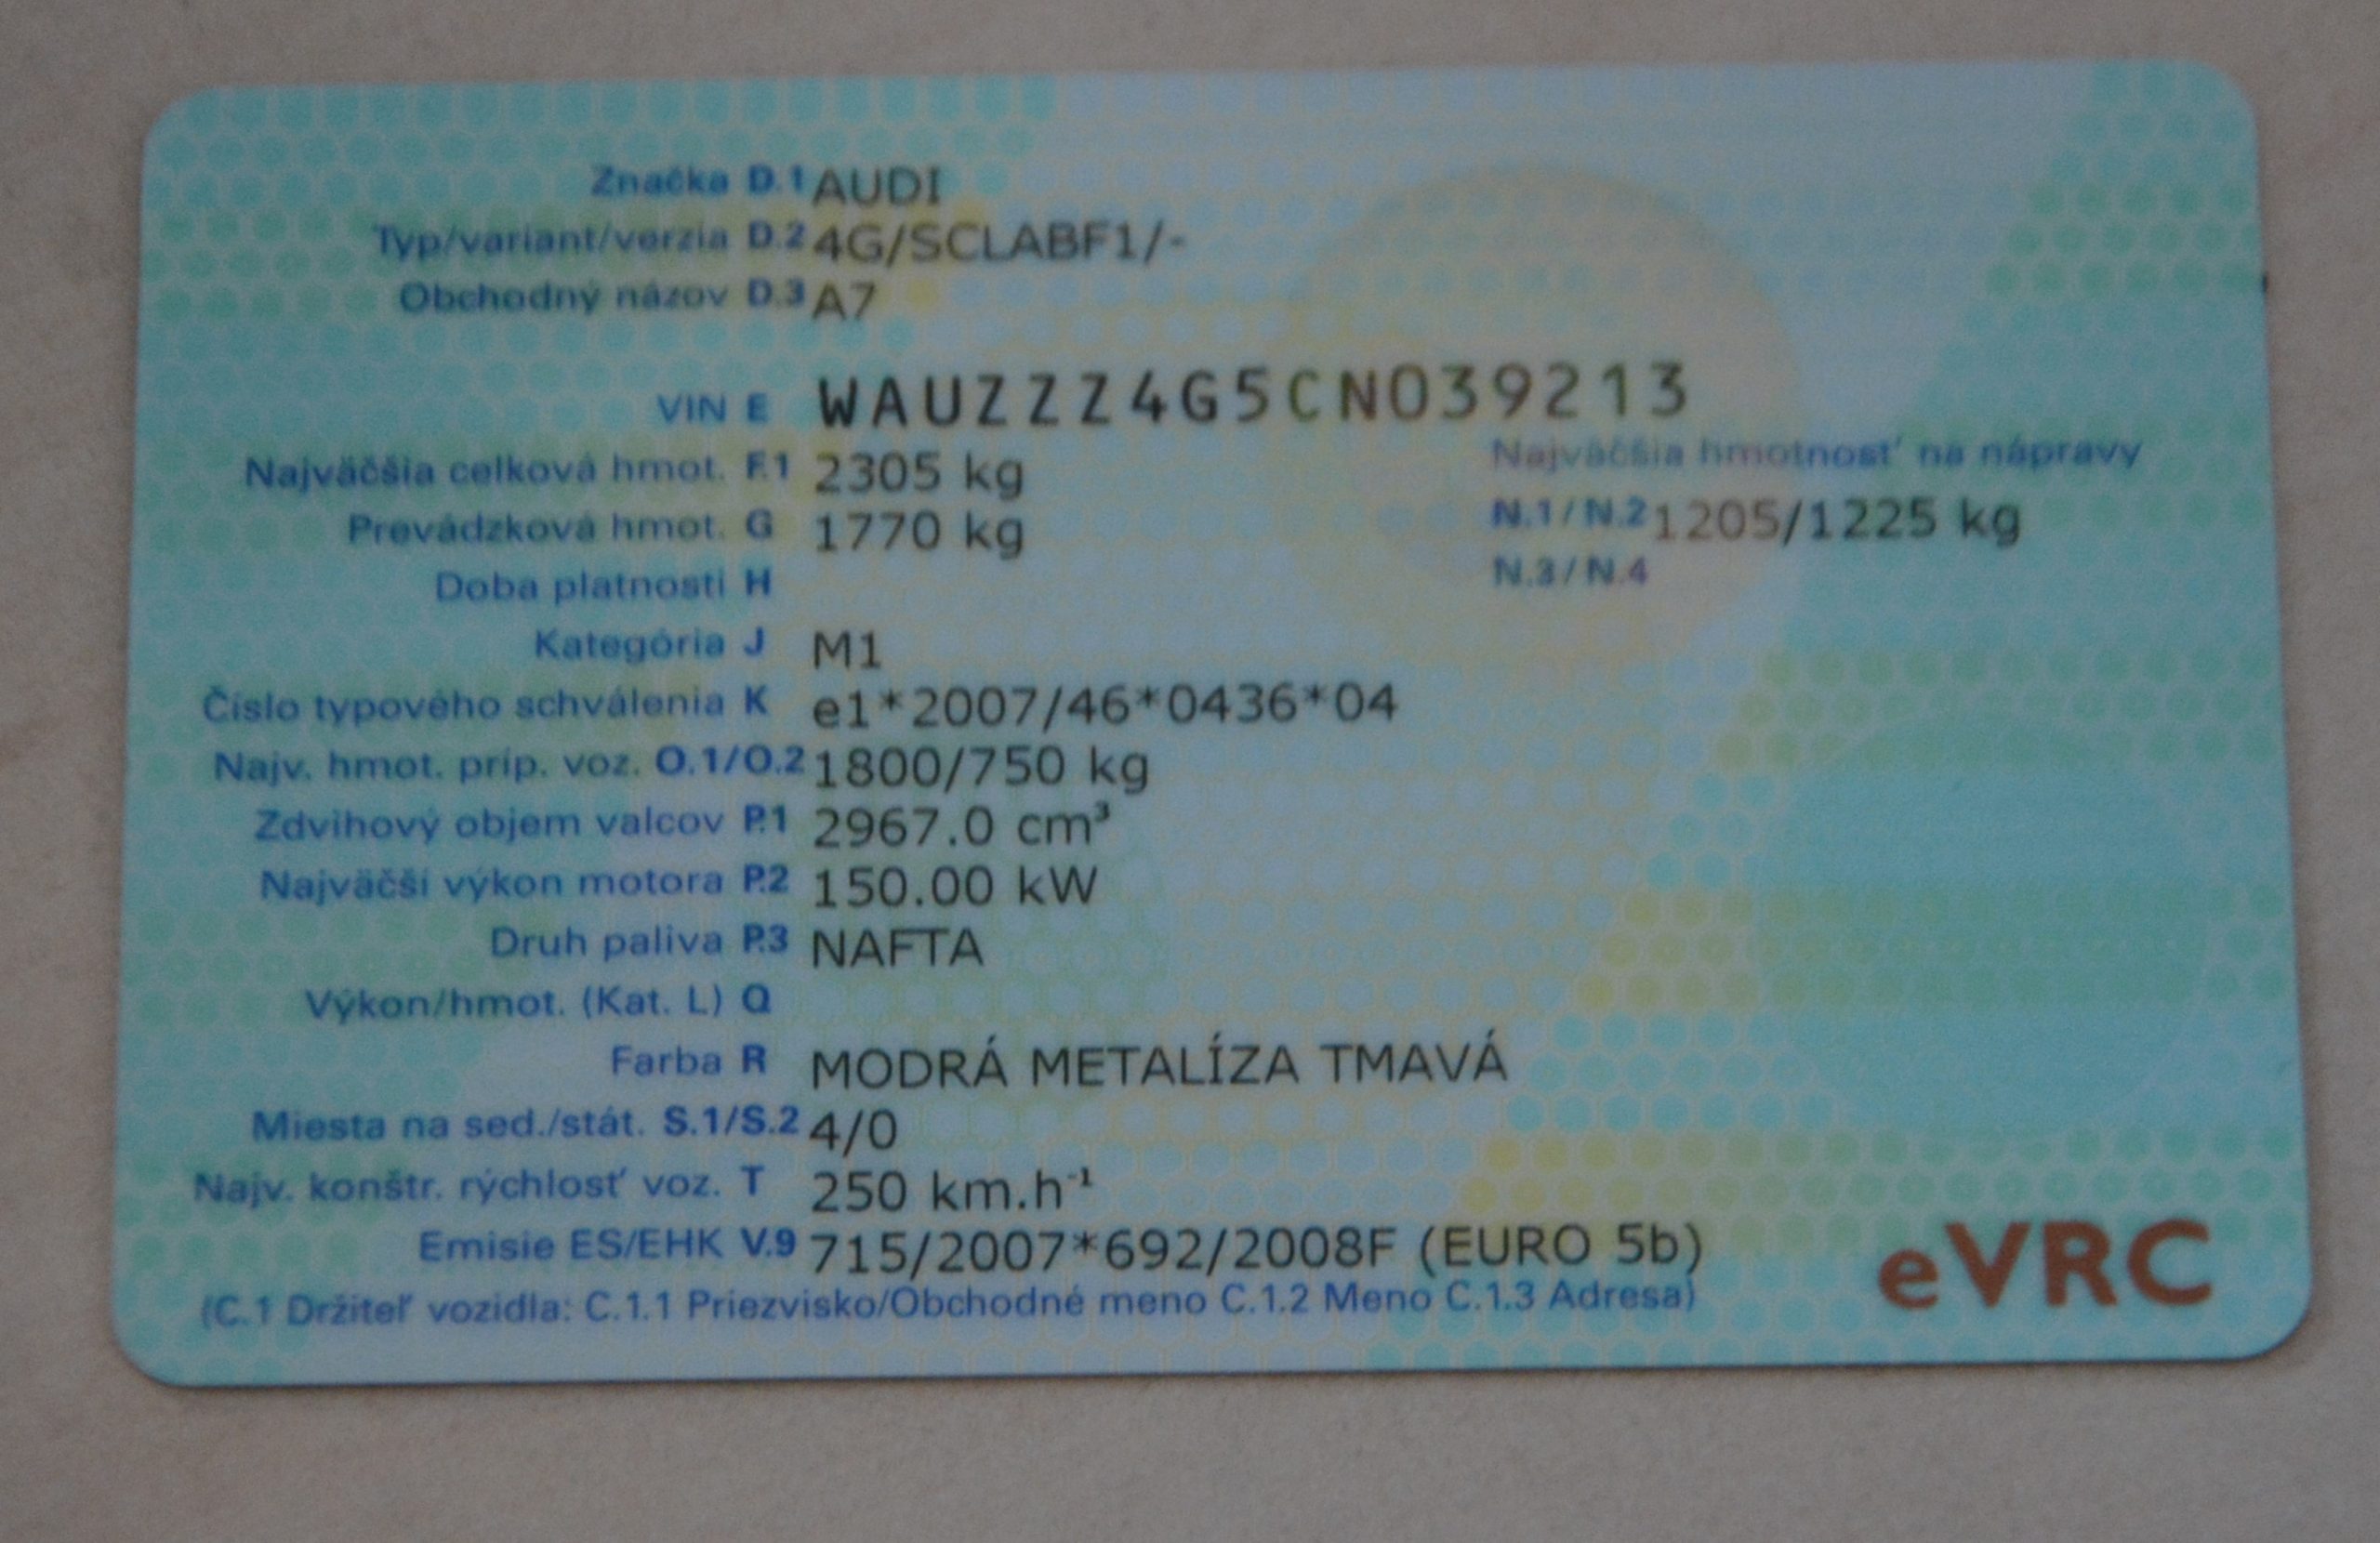 Značka D.1 AUDI
Typ/variant/verzia D.2 4G/SCLABF1/-
Obchodný názov D.3 A7
VIN E WAUZZZ4G5CN039213
Najväčšia celková hmot. F.1 2305 kg
Najväčšia hmotnosť na nápravy
Prevádzková hmot. G 1770 kg
N.1/N.2 1205/1225 kg
Doba platnosti H
N.3/N.4
Kategória J M1
Číslo typového schválenia K e1*2007/46*0436*04
Najv. hmot. príp. voz. O.1/O.2 1800/750 kg
Zdvihový objem valcov P.1 2967.0 cm³
Najväčší výkon motora P.2 150.00 kW
Druh paliva P.3 NAFTA
Výkon/hmot. (Kat. L) Q
Farba R MODRÁ METALÍZA TMAVÁ
Miesta na sed./stát. S.1/S.2 4/0
Najv. konštr. rýchlosť voz. T 250 km.h⁻¹
Emisie ES/EHK V.9 715/2007*692/2008F (EURO 5b)
(C.1 Držiteľ vozidla: C.1.1 Priezvisko/Obchodné meno C.1.2 Meno C.1.3 Adresa)
eVRC